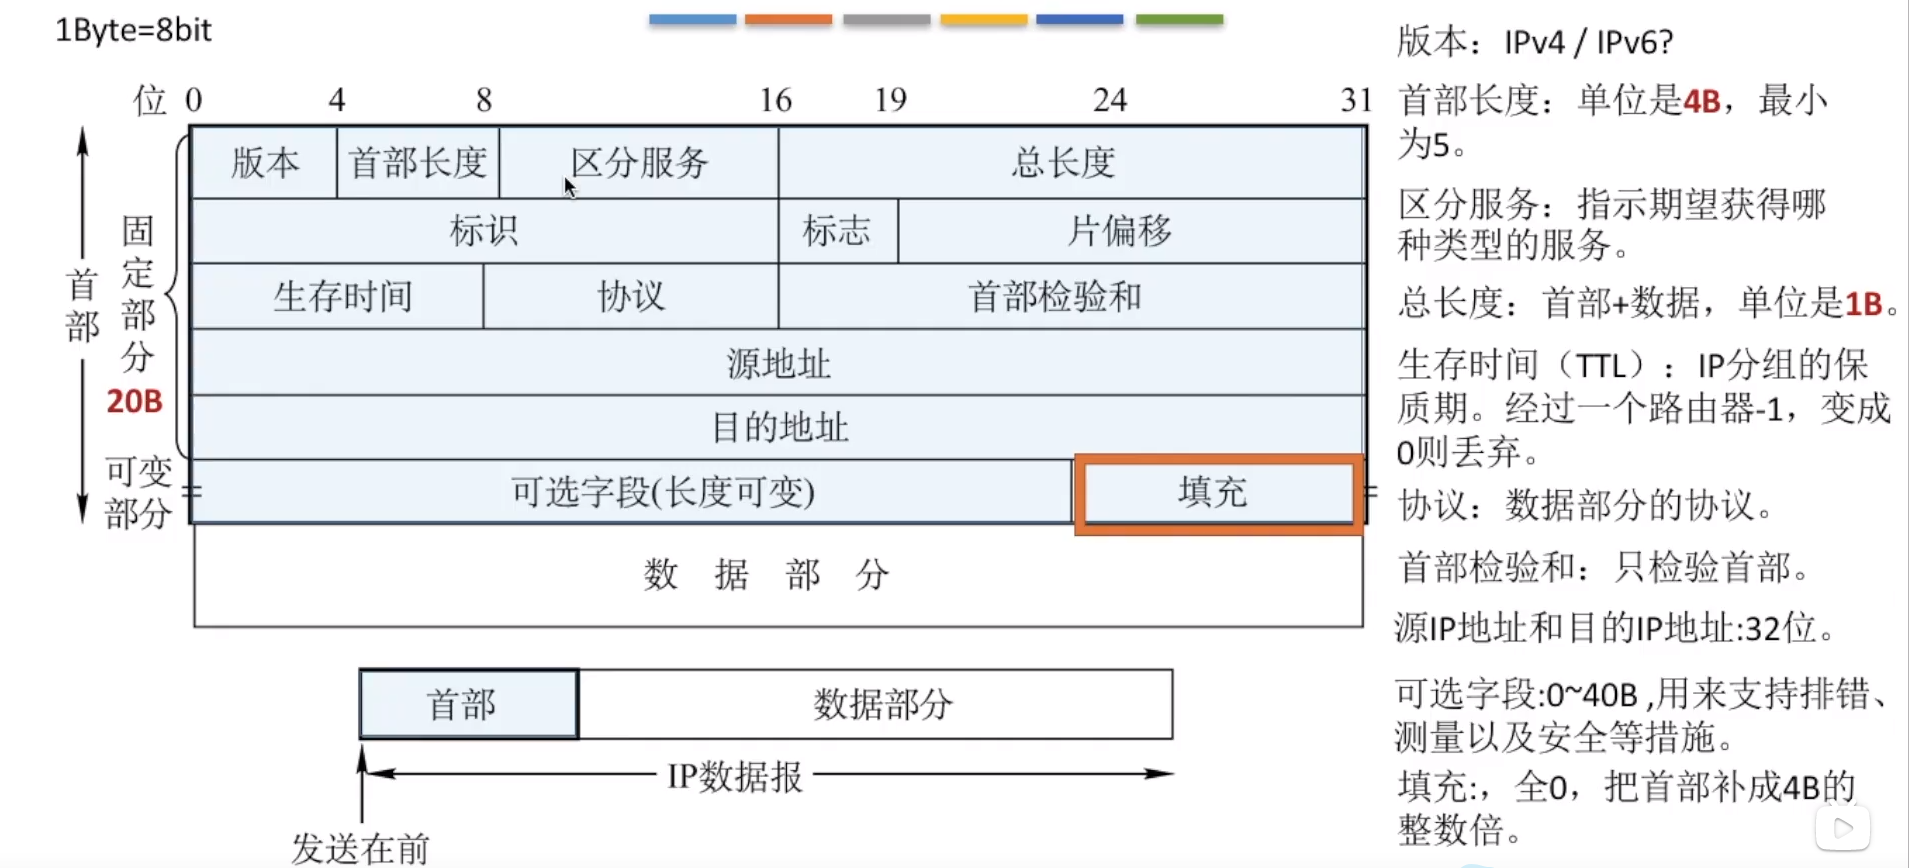 1Byte=8bit
位 0 4 8 16 19 24 31
版本 首部长度 区分服务 总长度
标识 标志 片偏移
生存时间 协议 首部检验和
源地址
目的地址
可选字段(长度可变) 填充
数 据 部 分
首部
固定部分
20B
可变
部分
首部 数据部分
IP数据报
发送在前
版本：IPv4 / IPv6?
首部长度：单位是4B，最小
为5。
区分服务：指示期望获得哪
种类型的服务。
总长度：首部+数据，单位是1B。
生存时间（TTL）：IP分组的保
质期。经过一个路由器-1，变成
0则丢弃。
协议：数据部分的协议。
首部检验和：只检验首部。
源IP地址和目的IP地址:32位。
可选字段:0~40B ,用来支持排错、
测量以及安全等措施。
填充:，全0，把首部补成4B的
整数倍。